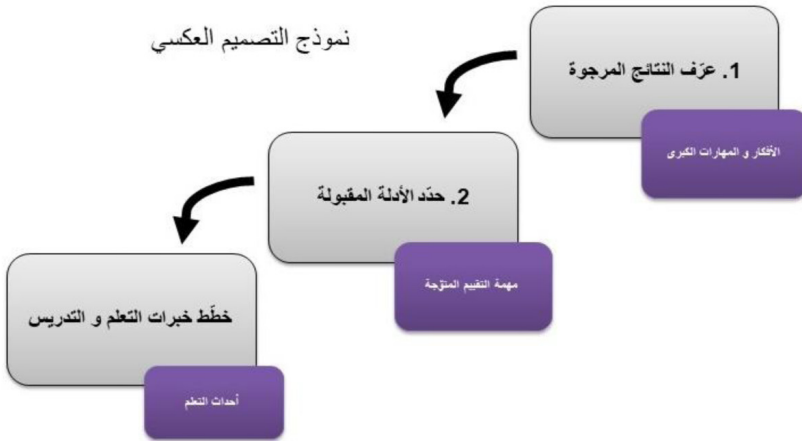 نموذج التصميم العكسي
1. عرّف النتائج المرجوة
الأفكار و المهارات الكبرى
2. حدّد الأدلة المقبولة
مهمة التقييم المتوّجة
خطّط خبرات التعلم و التدريس
أحداث التعلم